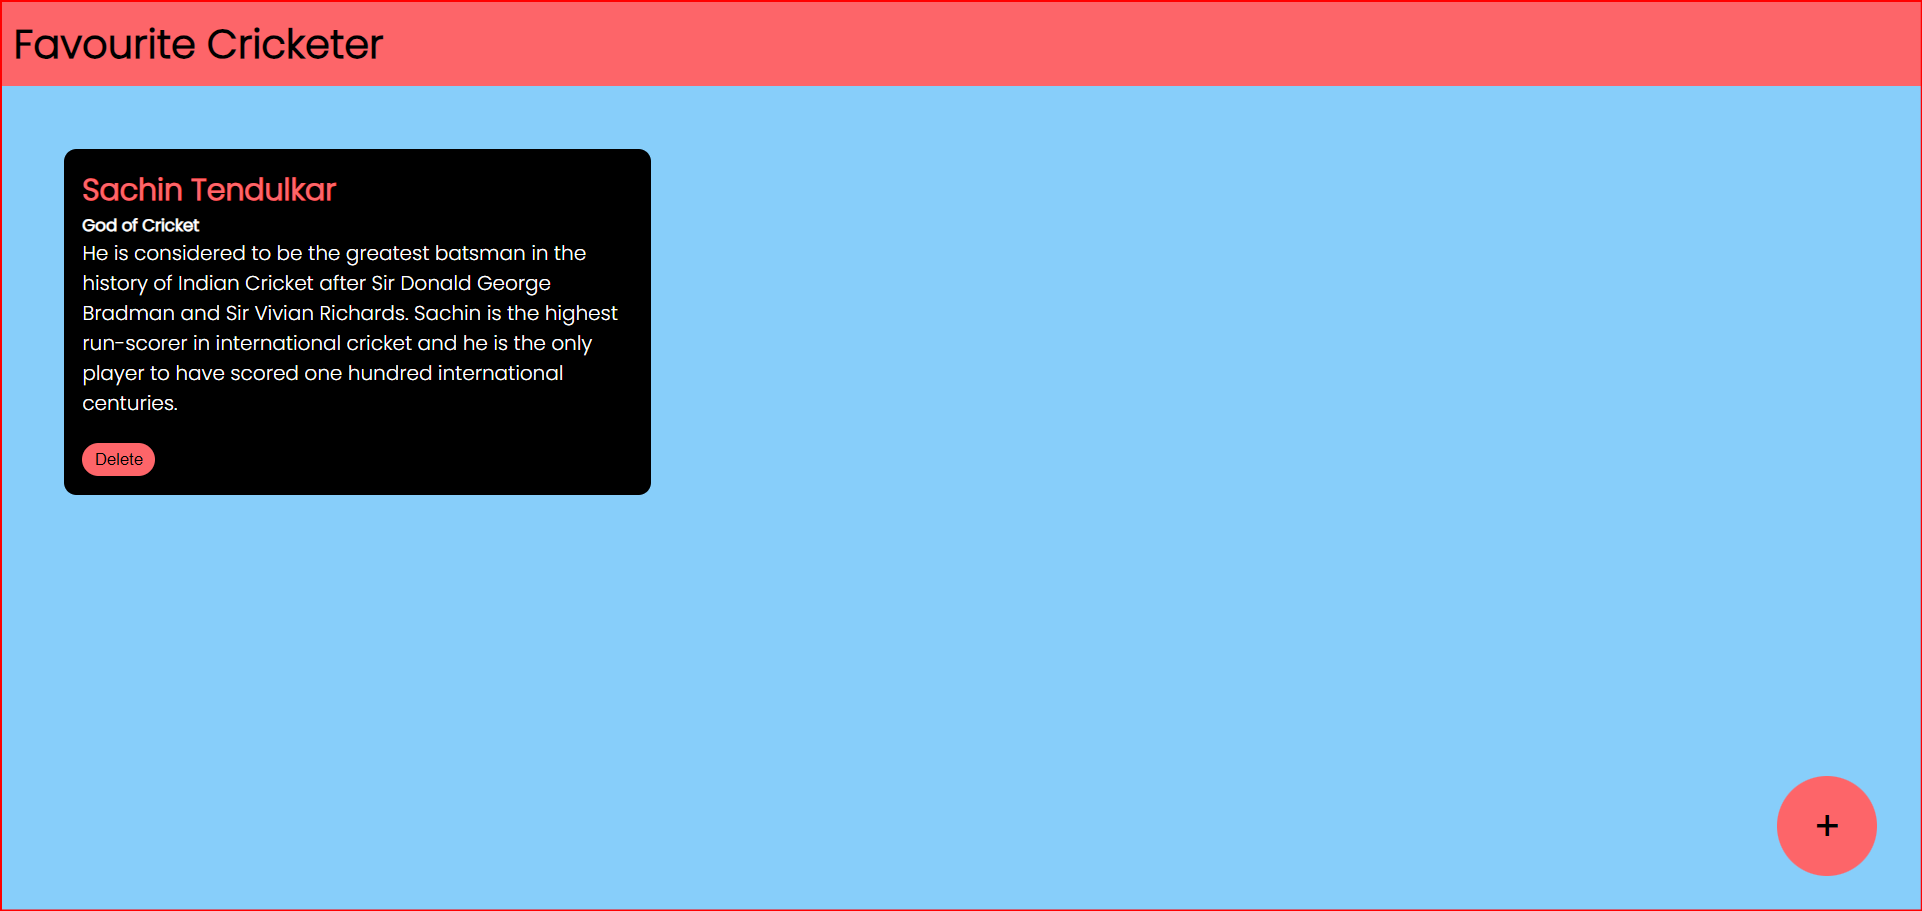 Favourite Cricketer
Sachin Tendulkar
God of Cricket
He is considered to be the greatest batsman in the
history of Indian Cricket after Sir Donald George
Bradman and Sir Vivian Richards. Sachin is the highest
run-scorer in international cricket and he is the only
player to have scored one hundred international
centuries.
Delete
+